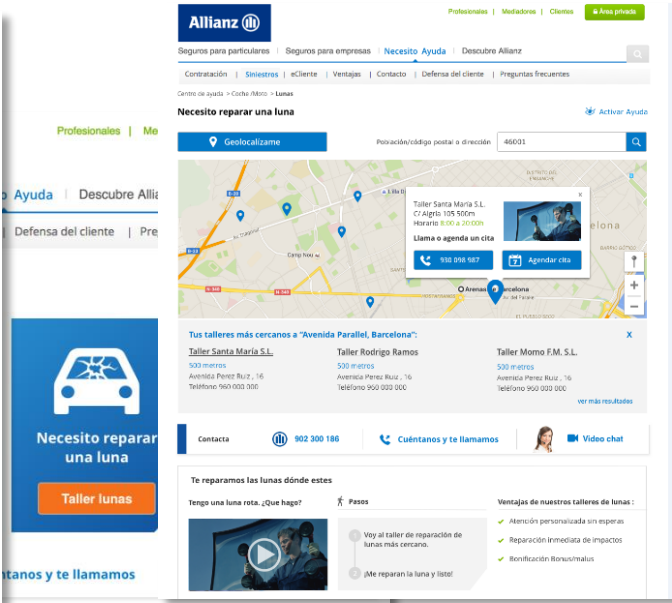 Profesionales | Me
o Ayuda | Descubre Allia
Defensa del cliente | Pre
Necesito reparar
una luna
Taller lunas
ntanos y te llamamos
Allianz
Profesionales | Mediadores | Clientes
Área privada
Seguros para particulares | Seguros para empresas | Necesito Ayuda | Descubre Allianz
Contratación | Siniestros | eCliente | Ventajas | Contacto | Defensa del cliente | Preguntas frecuentes
Centro de ayuda > Coche /Moto > Lunas
Necesito reparar una luna
Activar Ayuda
Geolocalízame
Población/código postal o dirección
46001
Taller Santa María S.L.
C/ Algría 105 500m
Horario 8:00 a 20:00h
Llama o agenda un cita
930 098 987
Agendar cita
Camp Nou
elona
Tus talleres más cercanos a "Avenida Parallel, Barcelona":
X
Taller Santa María S.L.
500 metros
Avenida Perez Ruiz , 16
Teléfono 960 000 000
Taller Rodrigo Ramos
500 metros
Avenida Perez Ruiz , 16
Teléfono 960 000 000
Taller Momo F.M. S.L.
500 metros
Avenida Perez Ruiz , 16
Teléfono 960 000 000
ver más resultados
Contacta
902 300 186
Cuéntanos y te llamamos
Video chat
Te reparamos las lunas dónde estes
Tengo una luna rota. ¿Que hago?
Pasos
1 Voy al taller de reparación de
lunas más cercano.
2 ¡Me reparan la luna y listo!
Ventajas de nuestros talleres de lunas :
Atención personalizada sin esperas
Reparación inmediata de impactos
Bonificación Bonus/malus